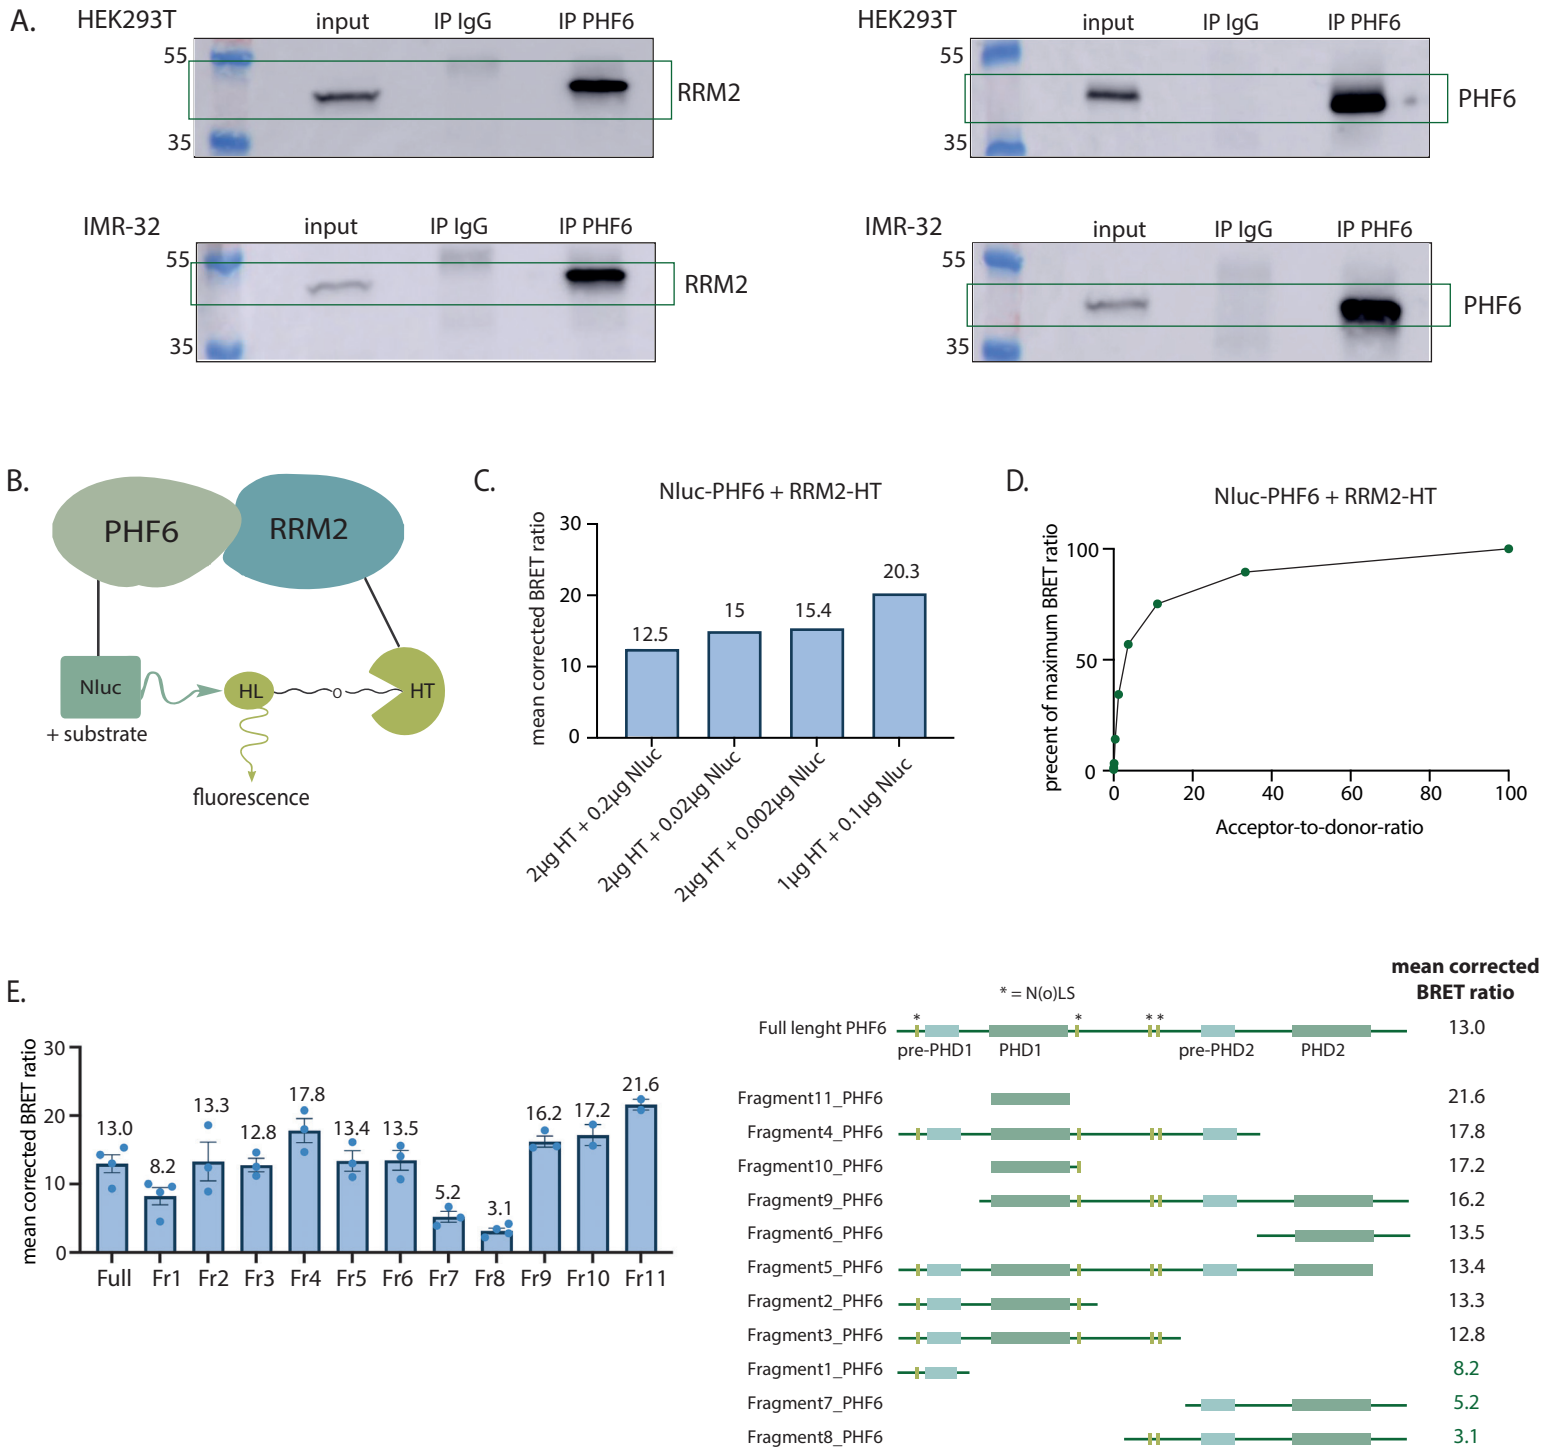 A.
HEK293T input IP IgG IP PHF6
55
RRM2
35
HEK293T input IP IgG IP PHF6
55
PHF6
35
IMR-32 input IP IgG IP PHF6
55
RRM2
35
IMR-32 input IP IgG IP PHF6
55
PHF6
35
B.
PHF6 RRM2
Nluc HL o HT
+ substrate
fluorescence
C.
Nluc-PHF6 + RRM2-HT
mean corrected BRET ratio
30
20
10
0
12.5 15 15.4 20.3
2µg HT + 0.2µg Nluc
2µg HT + 0.02µg Nluc
2µg HT + 0.002µg Nluc
1µg HT + 0.1µg Nluc
D.
Nluc-PHF6 + RRM2-HT
precent of maximum BRET ratio
100
50
0
0 20 40 60 80 100
Acceptor-to-donor-ratio
E.
mean corrected BRET ratio
30
20
10
0
13.0 8.2 13.3 12.8 17.8 13.4 13.5 5.2 3.1 16.2 17.2 21.6
Full Fr1 Fr2 Fr3 Fr4 Fr5 Fr6 Fr7 Fr8 Fr9 Fr10 Fr11
mean corrected
BRET ratio
* = N(o)LS
* * * *
Full lenght PHF6 13.0
pre-PHD1 PHD1 pre-PHD2 PHD2
Fragment11_PHF6 21.6
Fragment4_PHF6 17.8
Fragment10_PHF6 17.2
Fragment9_PHF6 16.2
Fragment6_PHF6 13.5
Fragment5_PHF6 13.4
Fragment2_PHF6 13.3
Fragment3_PHF6 12.8
Fragment1_PHF6 8.2
Fragment7_PHF6 5.2
Fragment8_PHF6 3.1